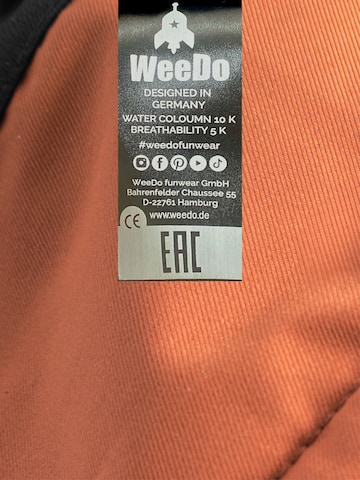 WeeDo
DESIGNED IN
GERMANY
WATER COLOUMN 10 K
BREATHABILITY 5 K
#weedofunwear
WeeDo funwear GmbH
Bahrenfelder Chaussee 55
D-22761 Hamburg
CE www.weedo.de
EAC